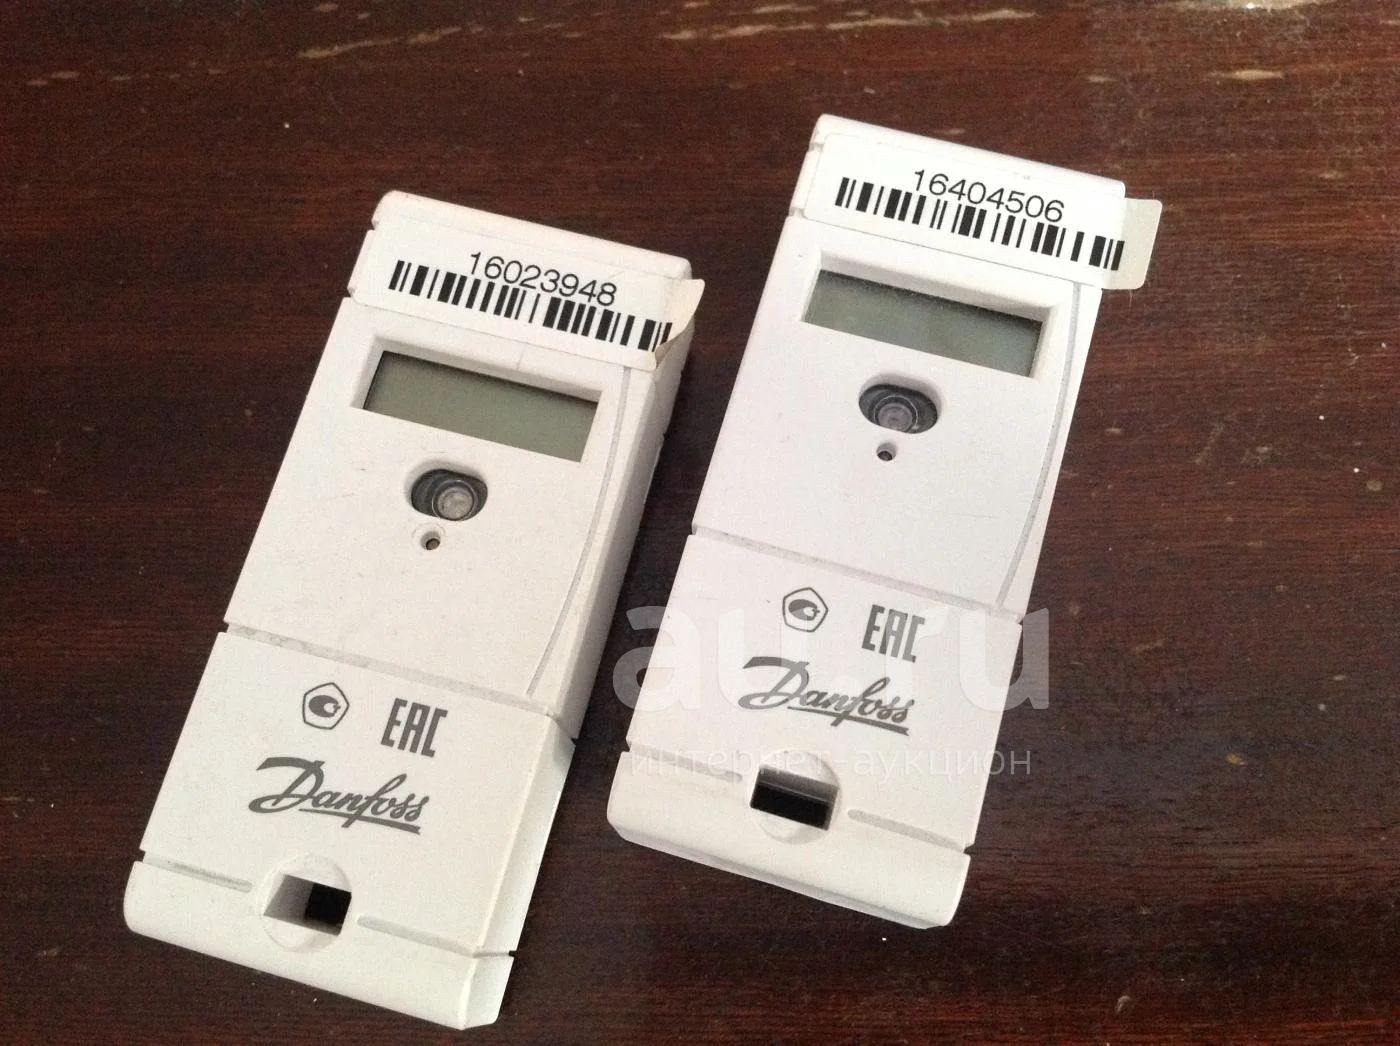 16023948
EAC
Danfoss
16404506
EAC
Danfoss
au.ru
интернет-аукцион